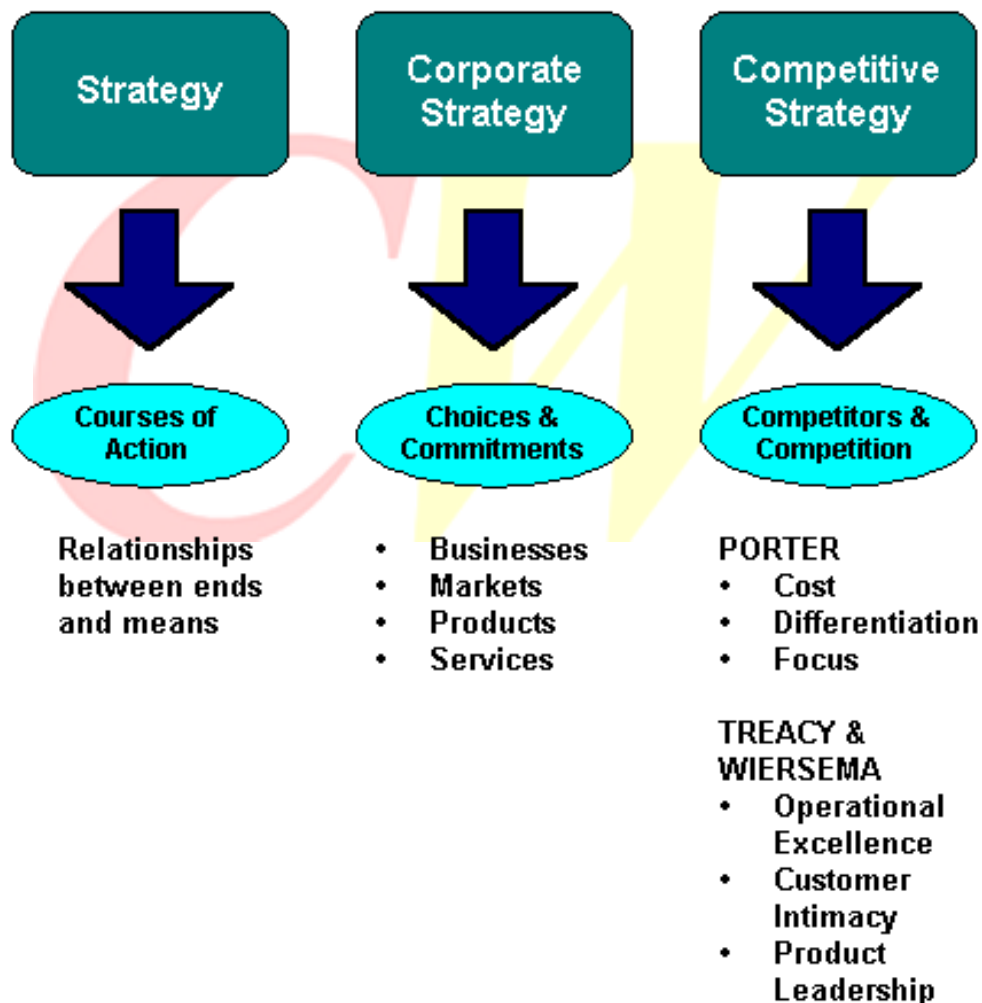 Strategy
Corporate
Strategy
Competitive
Strategy
Courses of
Action
Choices &
Commitments
Competitors &
Competition
Relationships
between ends
and means
• Businesses
• Markets
• Products
• Services
PORTER
• Cost
• Differentiation
• Focus
TREACY &
WIERSEMA
• Operational
Excellence
• Customer
Intimacy
• Product
Leadership
CW